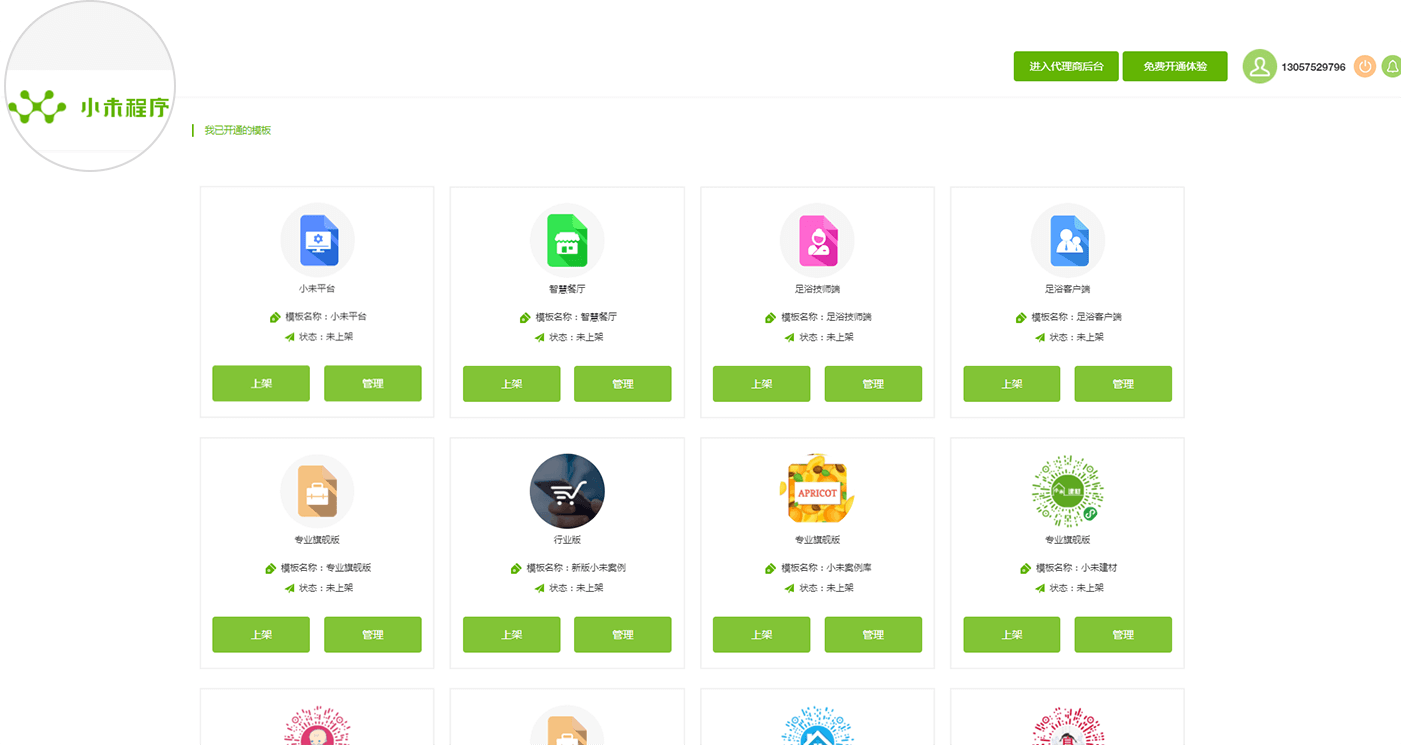 小未程序
进入代理商后台 免费开通体验 13057529796
我已开通的模板
小未平台
模板名称：小未平台
状态：未上架
上架 管理
智慧餐厅
模板名称：智慧餐厅
状态：未上架
上架 管理
足浴技师端
模板名称：足浴技师端
状态：未上架
上架 管理
足浴客户端
模板名称：足浴客户端
状态：未上架
上架 管理
专业旗舰版
模板名称：专业旗舰版
状态：未上架
上架 管理
行业版
模板名称：新版小未案例
状态：未上架
上架 管理
APRICOT
专业旗舰版
模板名称：小未案例库
状态：未上架
上架 管理
专业旗舰版
模板名称：小未建材
状态：未上架
上架 管理